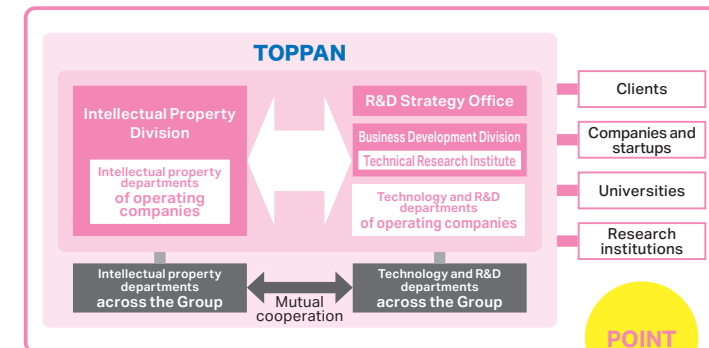 TOPPAN
Intellectual Property
Division
Intellectual property
departments
of operating
companies
R&D Strategy Office
Business Development Division
Technical Research Institute
Technology and R&D
departments
of operating companies
Intellectual property
departments
across the Group
Mutual
cooperation
Technology and R&D
departments
across the Group
Clients
Companies and
startups
Universities
Research
institutions
POINT